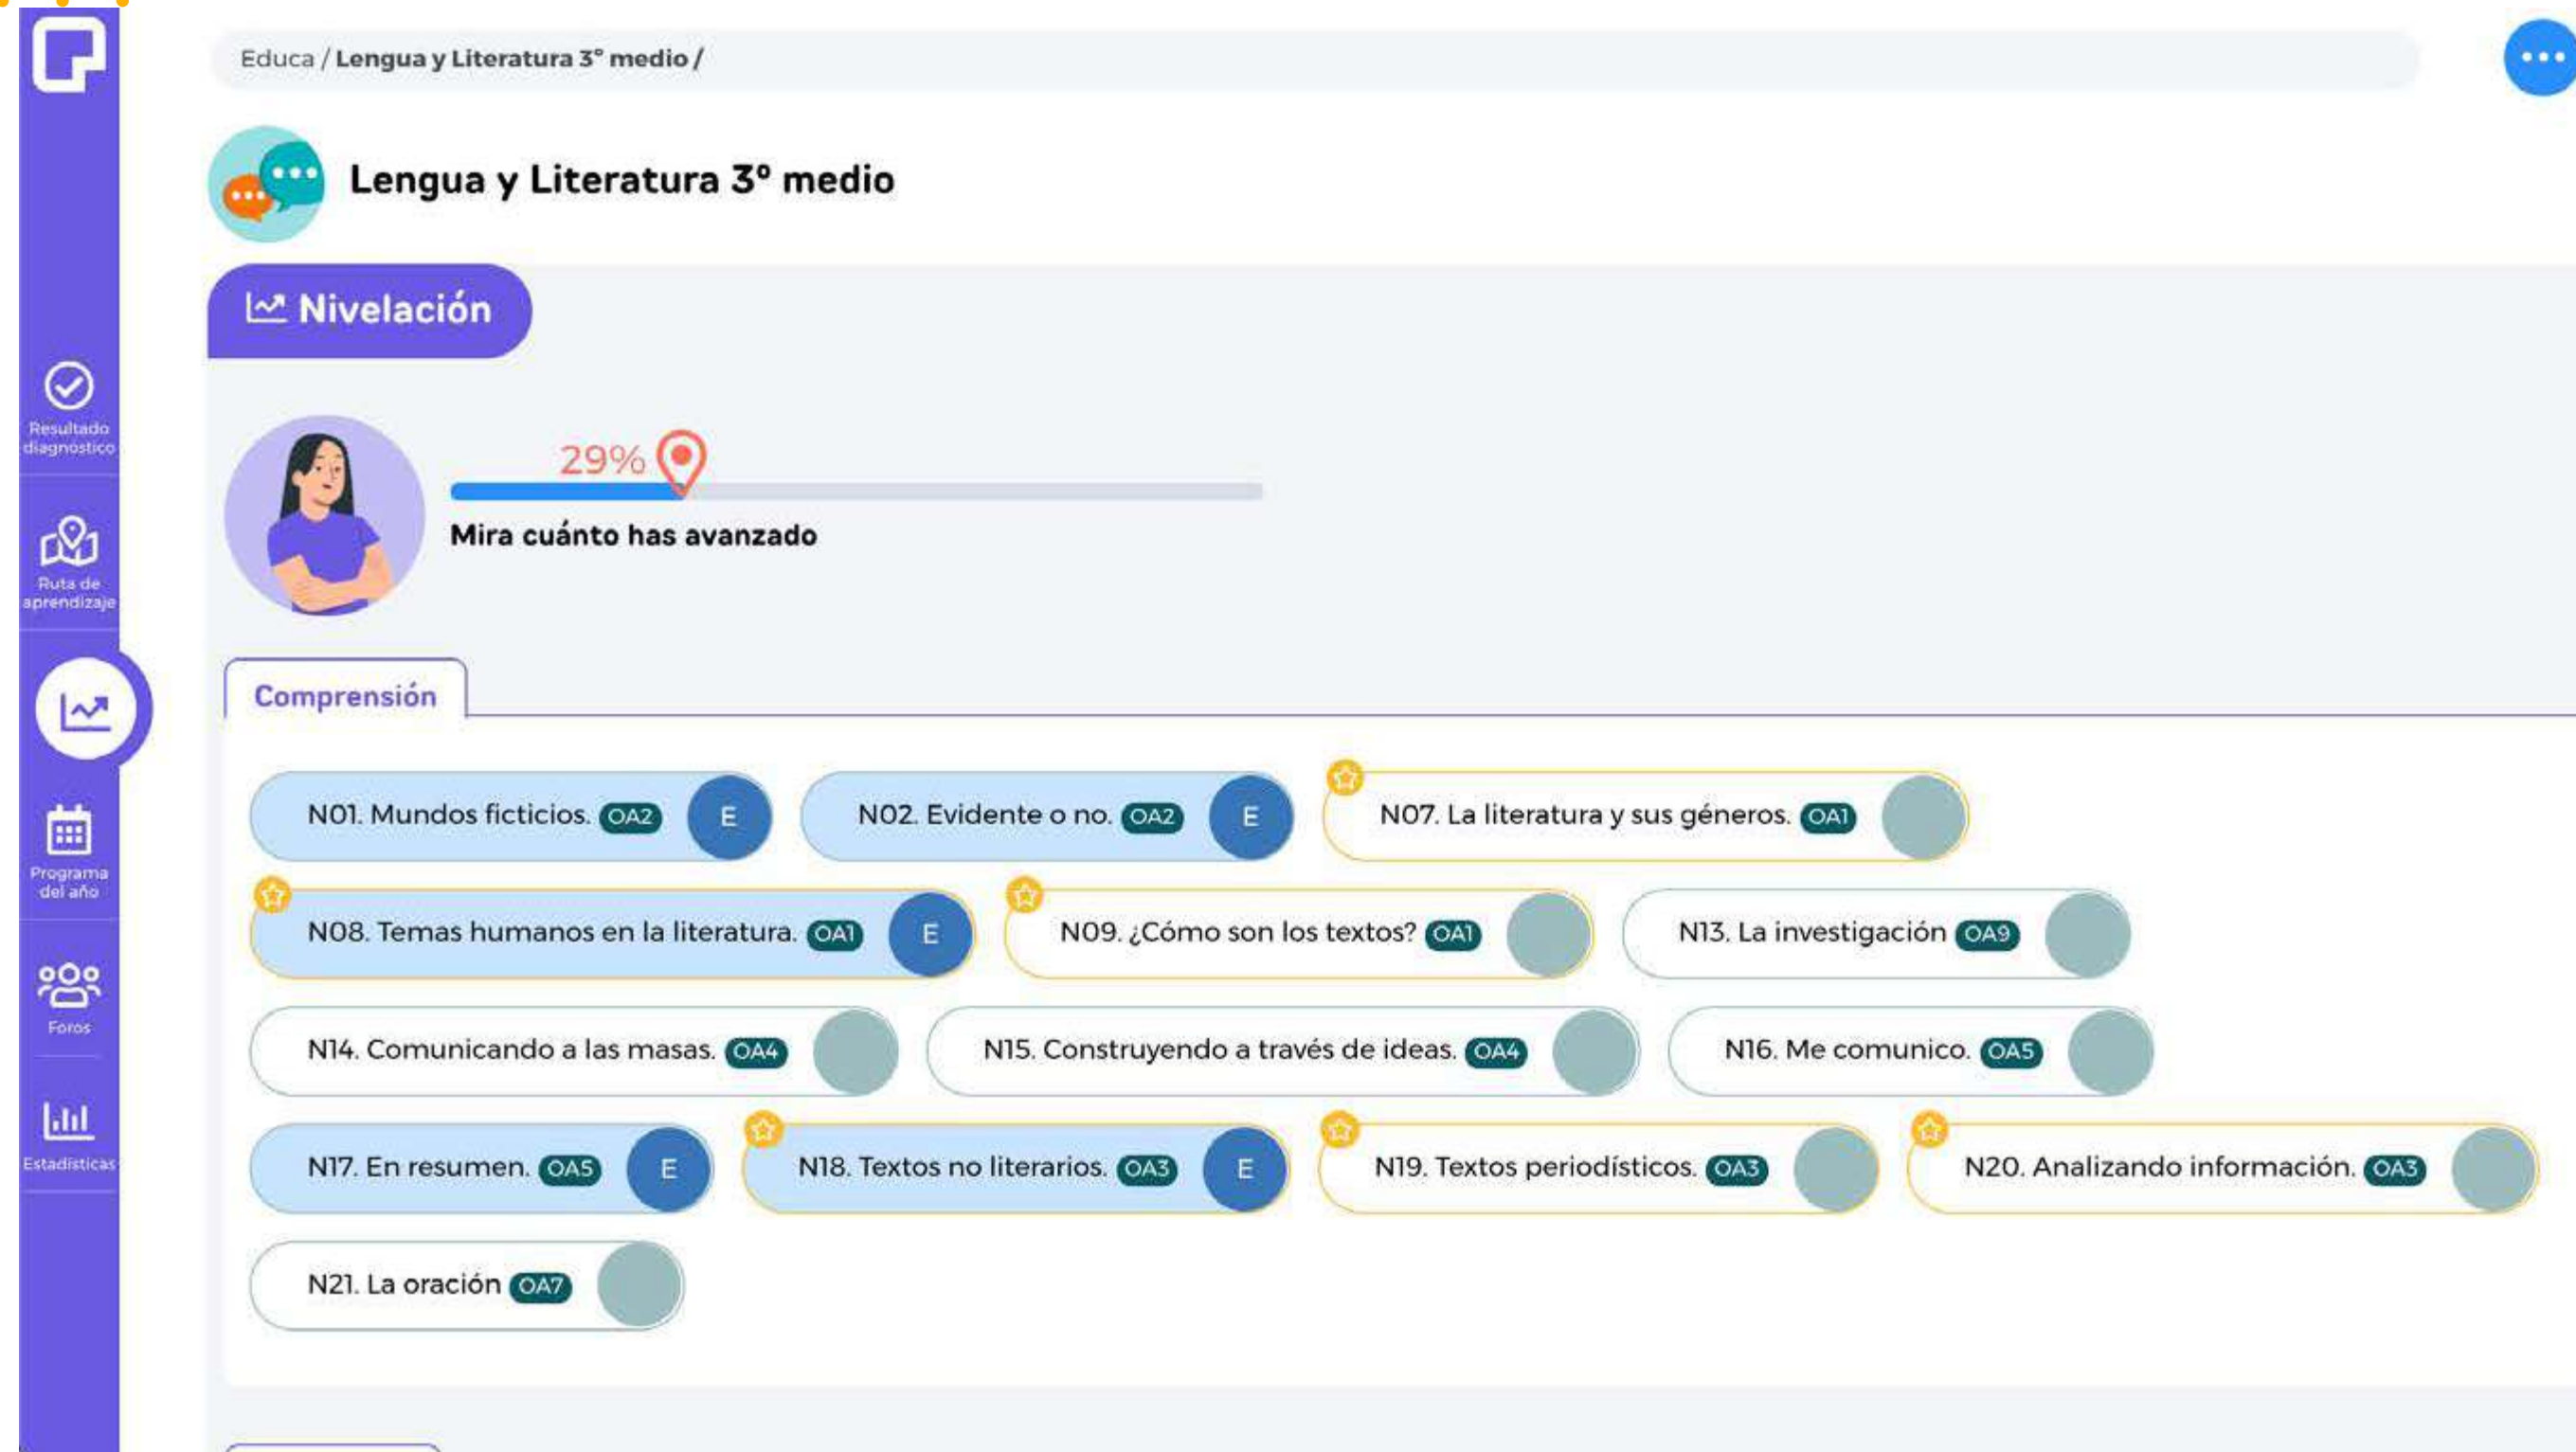 Educa / Lengua y Literatura 3º medio /
Lengua y Literatura 3º medio
Nivelación
Resultado
diagnóstico
29%
Mira cuánto has avanzado
Ruta de
aprendizaje
Comprensión
N01. Mundos ficticios. OA2 E
N02. Evidente o no. OA2 E
N07. La literatura y sus géneros. OA1
Programa
del año
N08. Temas humanos en la literatura. OA1 E
N09. ¿Cómo son los textos? OA1
N13. La investigación OA9
Foros
N14. Comunicando a las masas. OA4
N15. Construyendo a través de ideas. OA4
N16. Me comunico. OA5
Estadísticas
N17. En resumen. OA5 E
N18. Textos no literarios. OA3 E
N19. Textos periodísticos. OA3
N20. Analizando información. OA3
N21. La oración OA7